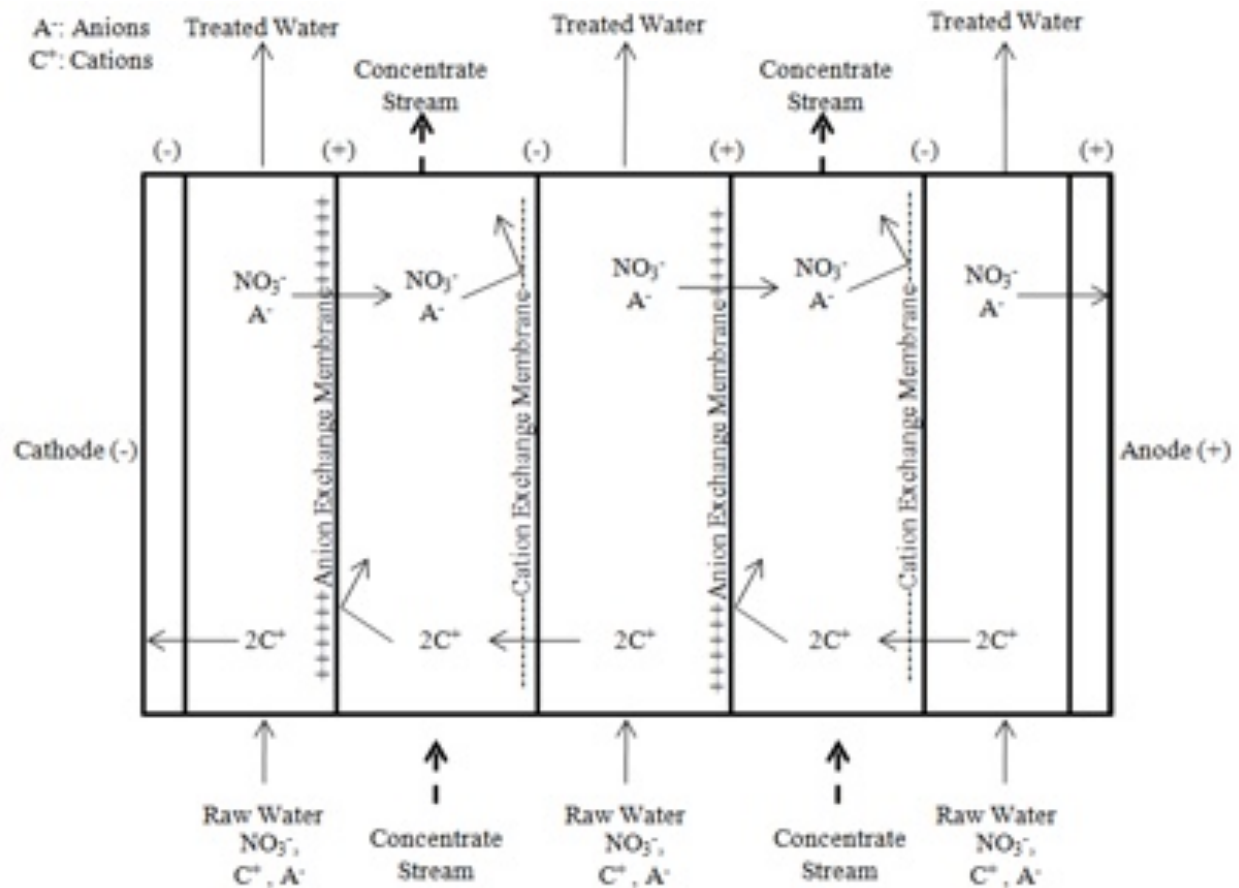 A⁻: Anions
C⁺: Cations
Treated Water
Treated Water
Treated Water
Concentrate
Stream
Concentrate
Stream
(-)
(+)
(-)
(+)
(-)
(+)
NO₃⁻
A⁻
NO₃⁻
A⁻
NO₃⁻
A⁻
NO₃⁻
A⁻
NO₃⁻
A⁻
Cathode (-)
++++++++Anion Exchange Membrane++++++
Cation Exchange Membrane
++++++++Anion Exchange Membrane+++++++
Cation Exchange Membrane
Anode (+)
2C⁺
2C⁺
2C⁺
2C⁺
2C⁺
Raw Water
NO₃⁻,
C⁺, A⁻
Concentrate
Stream
Raw Water
NO₃⁻,
C⁺, A⁻
Concentrate
Stream
Raw Water
NO₃⁻,
C⁺, A⁻